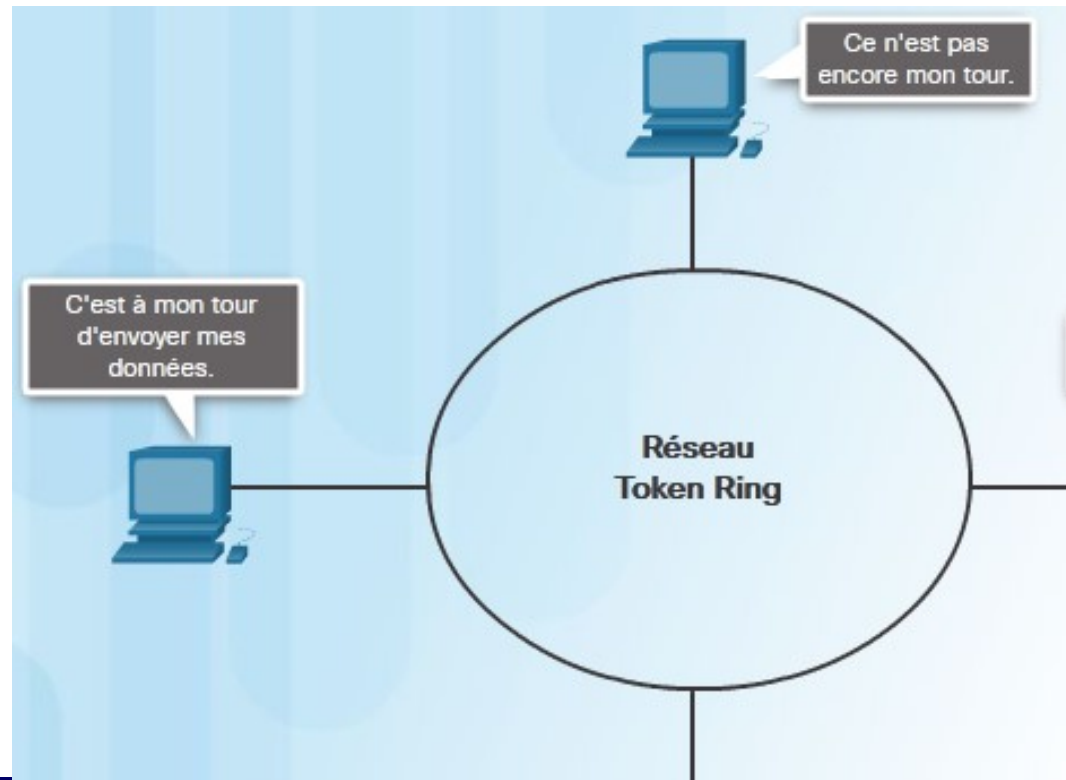 Ce n'est pas
encore mon tour.
C'est à mon tour
d'envoyer mes
données.
Réseau
Token Ring